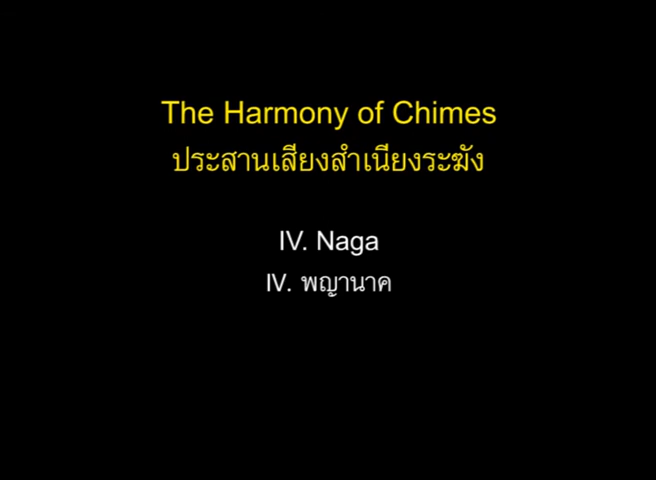 The Harmony of Chimes
ประสานเสียงสำเนียงระฆัง
IV. Naga
IV. พญานาค